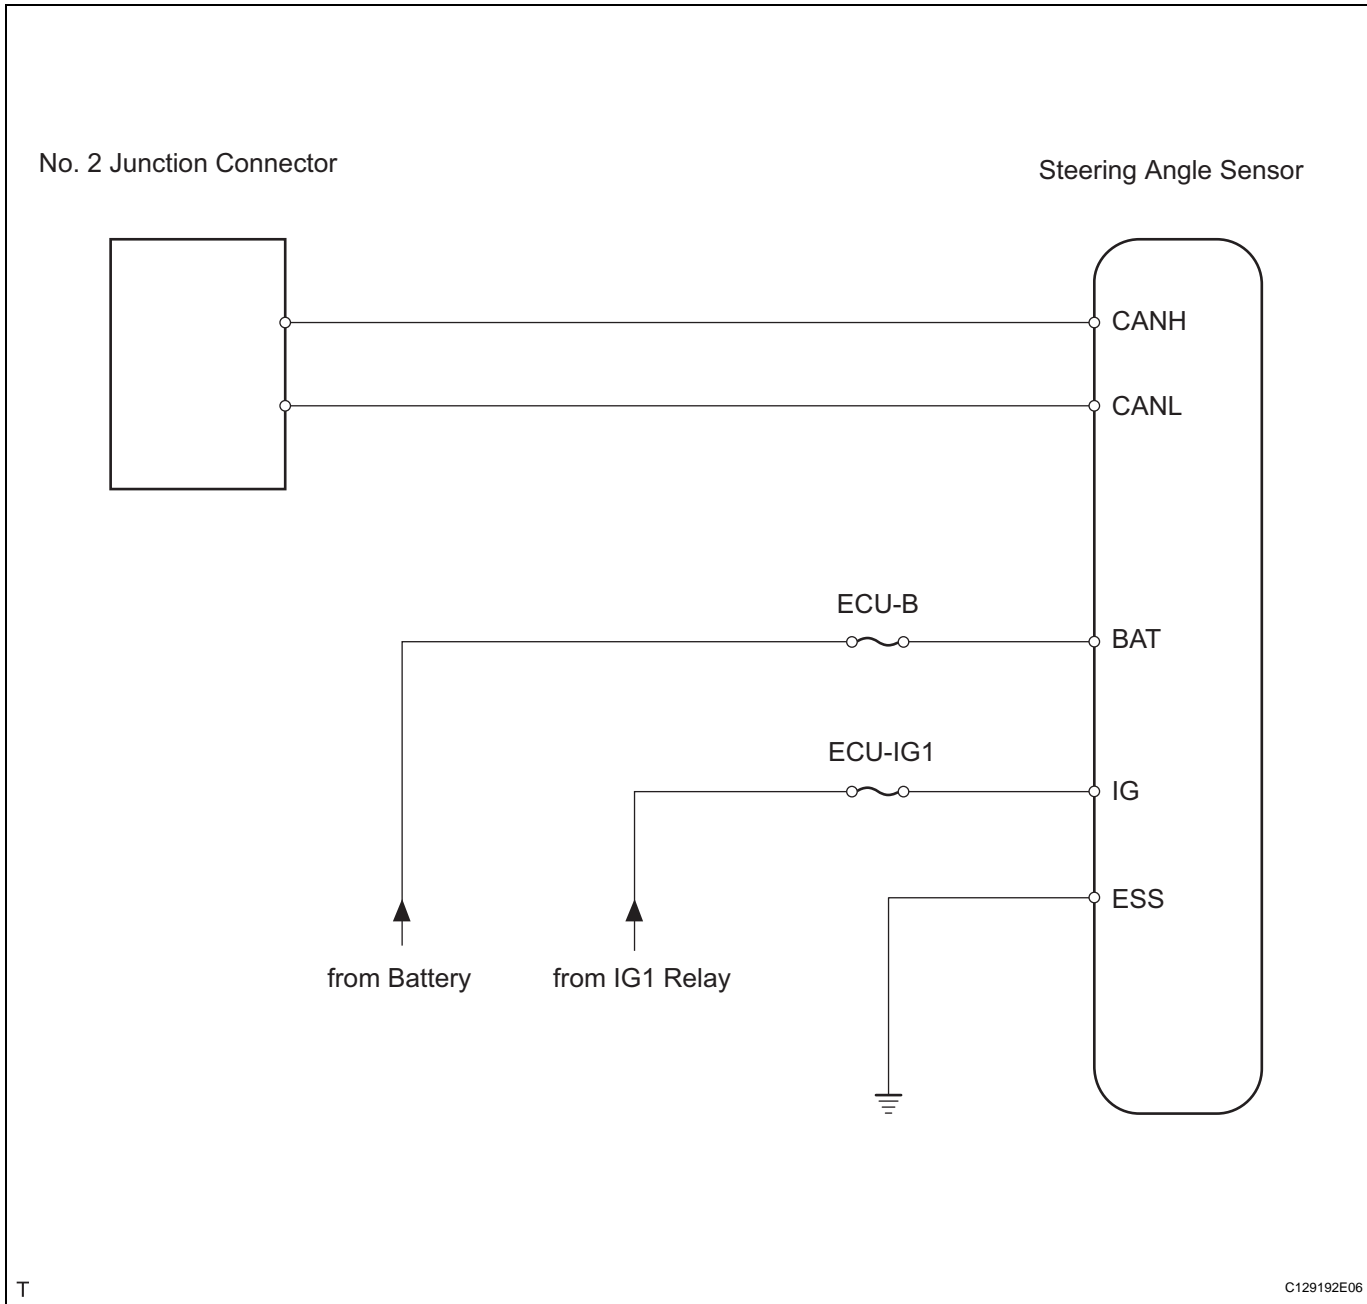 No. 2 Junction Connector
Steering Angle Sensor
CANH
CANL
ECU-B
BAT
ECU-IG1
IG
ESS
from Battery
from IG1 Relay
T
C129192E06